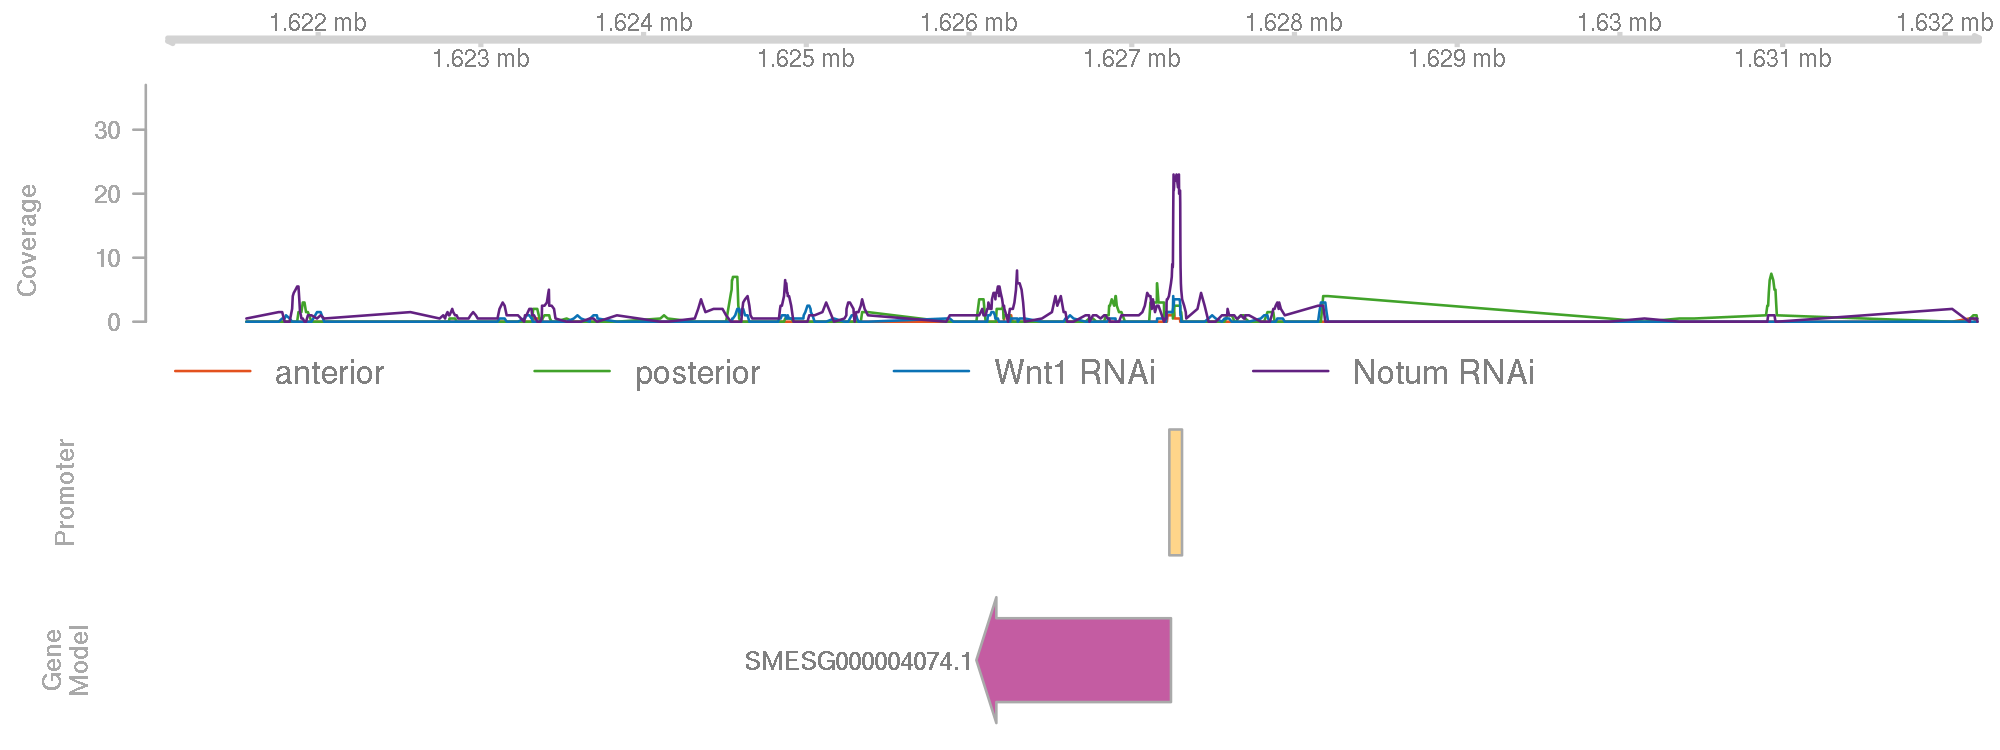 1.622 mb 1.624 mb 1.626 mb 1.628 mb 1.63 mb 1.632 mb
1.623 mb 1.625 mb 1.627 mb 1.629 mb 1.631 mb
Coverage
30
20
10
0
anterior posterior Wnt1 RNAi Notum RNAi
Promoter
Gene
Model
SMESG000004074.1